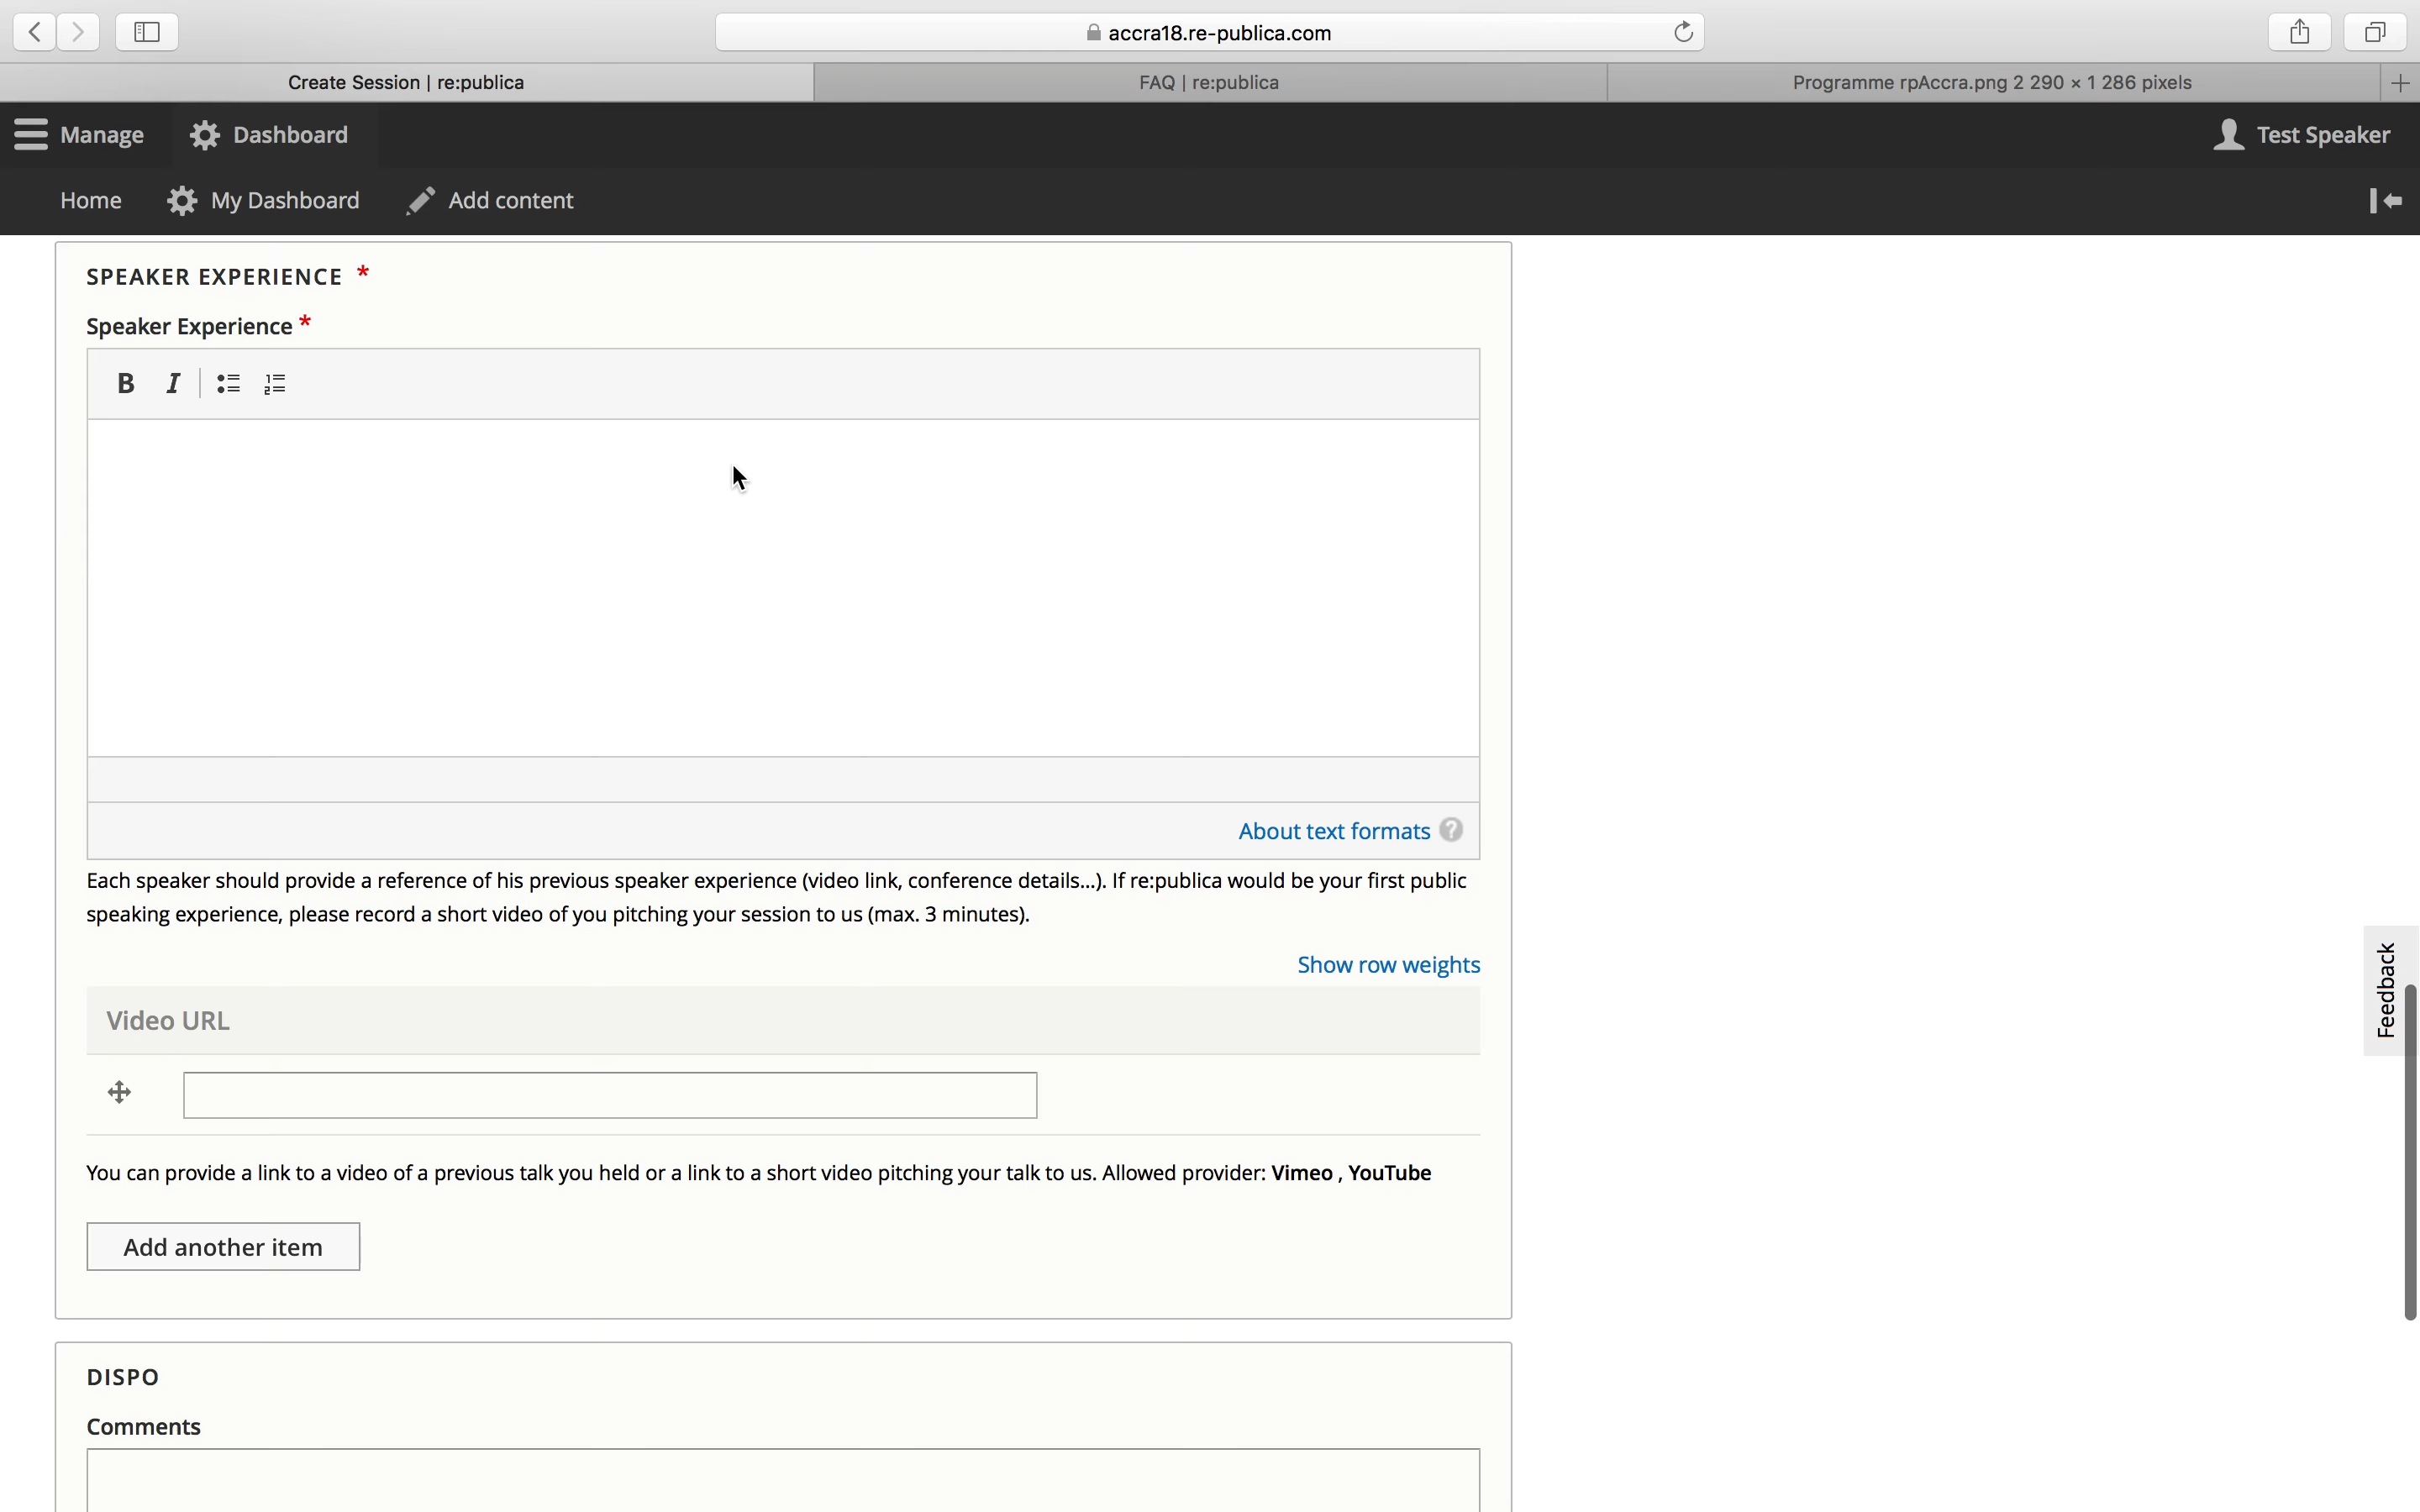 accra18.re-publica.com
Create Session | re:publica
FAQ | re:publica
Programme rpAccra.png 2 290 × 1 286 pixels
Manage
Dashboard
Test Speaker
Home
My Dashboard
Add content
SPEAKER EXPERIENCE *
Speaker Experience *
B I
About text formats ?
Each speaker should provide a reference of his previous speaker experience (video link, conference details...). If re:publica would be your first public
speaking experience, please record a short video of you pitching your session to us (max. 3 minutes).
Show row weights
Feedback
Video URL
You can provide a link to a video of a previous talk you held or a link to a short video pitching your talk to us. Allowed provider: Vimeo , YouTube
Add another item
DISPO
Comments